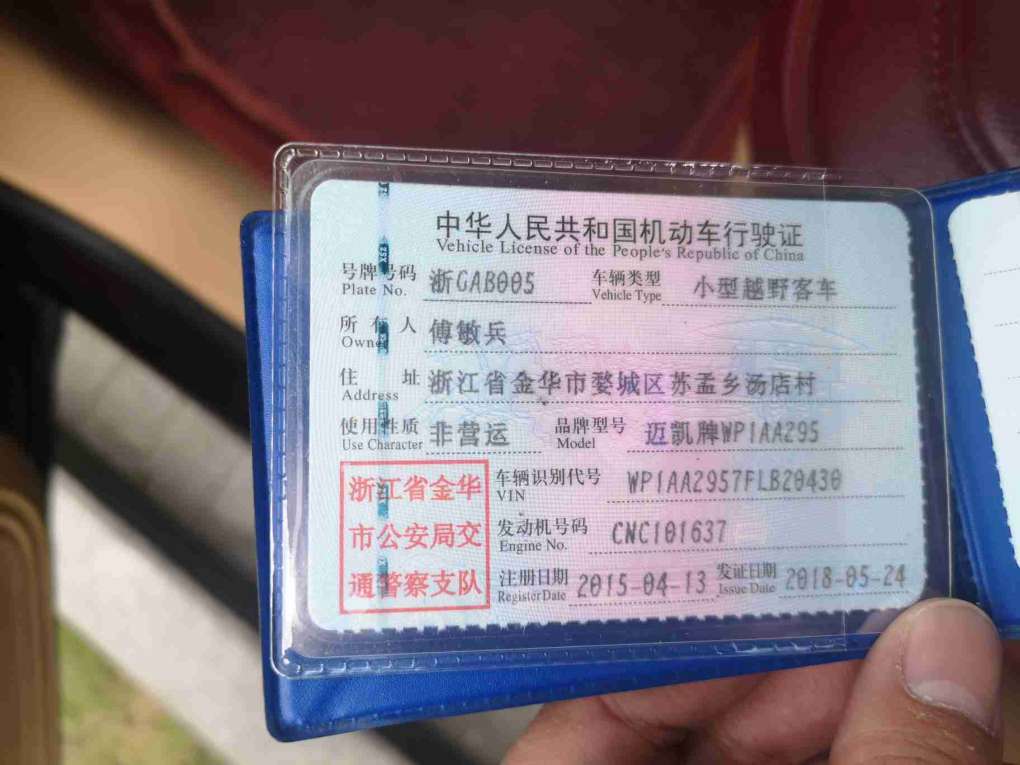 中华人民共和国机动车行驶证
Vehicle License of the People's Republic of China
号牌号码 浙GAB005 车辆类型 小型越野客车
Plate No. Vehicle Type
所有人 傅敏兵
Owner
住址 浙江省金华市婺城区苏孟乡汤店村
Address
使用性质 非营运 品牌型号 迈凯牌WP1AA295
Use Character Model
浙江省金华
市公安局交
通警察支队
车辆识别代号 WP1AA2957FLB20430
VIN
发动机号码 CNC101637
Engine No.
注册日期 2015-04-13 发证日期 2018-05-24
Register Date Issue Date